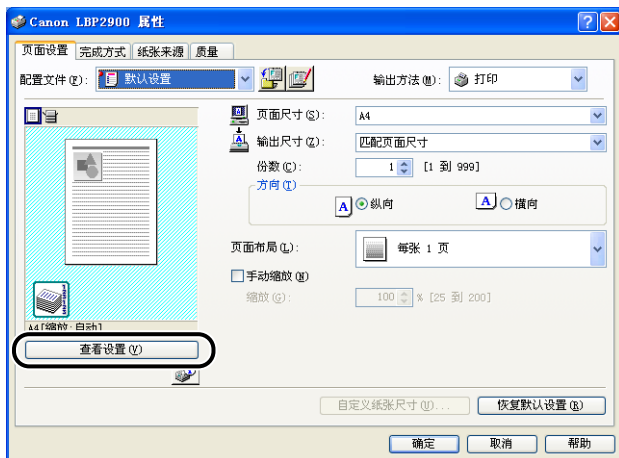 Canon LBP2900 属性
页面设置 完成方式 纸张来源 质量
配置文件(F): 默认设置 输出方法(M): 打印
页面尺寸(S): A4
输出尺寸(Z): 匹配页面尺寸
份数(C): 1 [1 到 999]
方向(T)
A 纵向 A 横向
页面布局(L): 每张 1 页
手动缩放(N)
缩放(G): 100 % [25 到 200]
A4[缩放:自动]
查看设置(V)
自定义纸张尺寸(U)... 恢复默认设置(R)
确定 取消 帮助